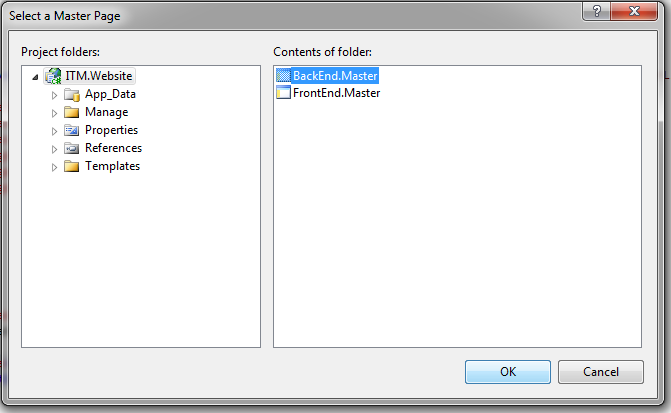 Select a Master Page
Project folders:
ITM.Website
App_Data
Manage
Properties
References
Templates
Contents of folder:
BackEnd.Master
FrontEnd.Master
OK
Cancel